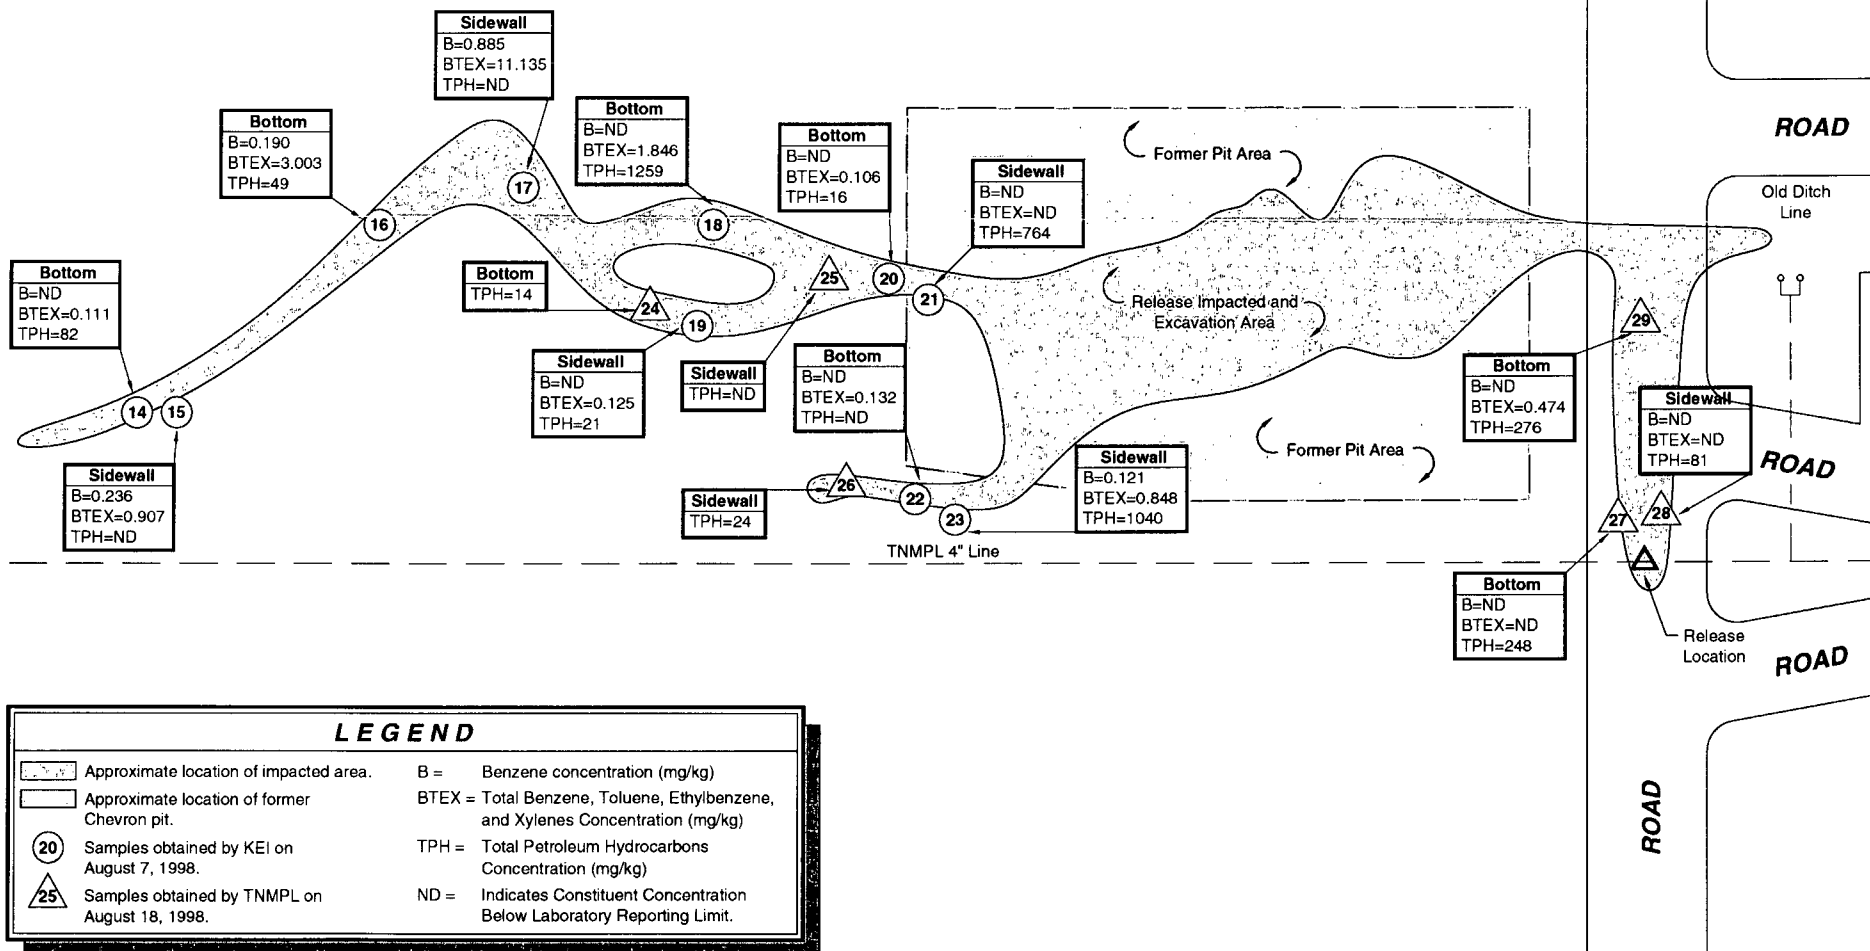 Sidewall
B=0.885
BTEX=11.135
TPH=ND
Bottom
B=0.190
BTEX=3.003
TPH=49
Bottom
B=ND
BTEX=1.846
TPH=1259
Bottom
B=ND
BTEX=0.106
TPH=16
Former Pit Area
Sidewall
B=ND
BTEX=ND
TPH=764
ROAD
Old Ditch
Line
17
16
18
25
20
21
Bottom
B=ND
BTEX=0.111
TPH=82
Bottom
TPH=14
24
19
Release Impacted and
Excavation Area
29
Sidewall
B=ND
BTEX=0.125
TPH=21
Sidewall
TPH=ND
Bottom
B=ND
BTEX=0.132
TPH=ND
Bottom
B=ND
BTEX=0.474
TPH=276
Sidewall
B=ND
BTEX=ND
TPH=81
14
15
Former Pit Area
ROAD
Sidewall
B=0.236
BTEX=0.907
TPH=ND
Sidewall
TPH=24
26
22
23
Sidewall
B=0.121
BTEX=0.848
TPH=1040
27
28
TNMPL 4" Line
Bottom
B=ND
BTEX=ND
TPH=248
Release
Location
ROAD
ROAD
LEGEND
Approximate location of impacted area.
Approximate location of former
Chevron pit.
20
Samples obtained by KEI on
August 7, 1998.
25
Samples obtained by TNMPL on
August 18, 1998.
B = Benzene concentration (mg/kg)
BTEX = Total Benzene, Toluene, Ethylbenzene,
and Xylenes Concentration (mg/kg)
TPH = Total Petroleum Hydrocarbons
Concentration (mg/kg)
ND = Indicates Constituent Concentration
Below Laboratory Reporting Limit.